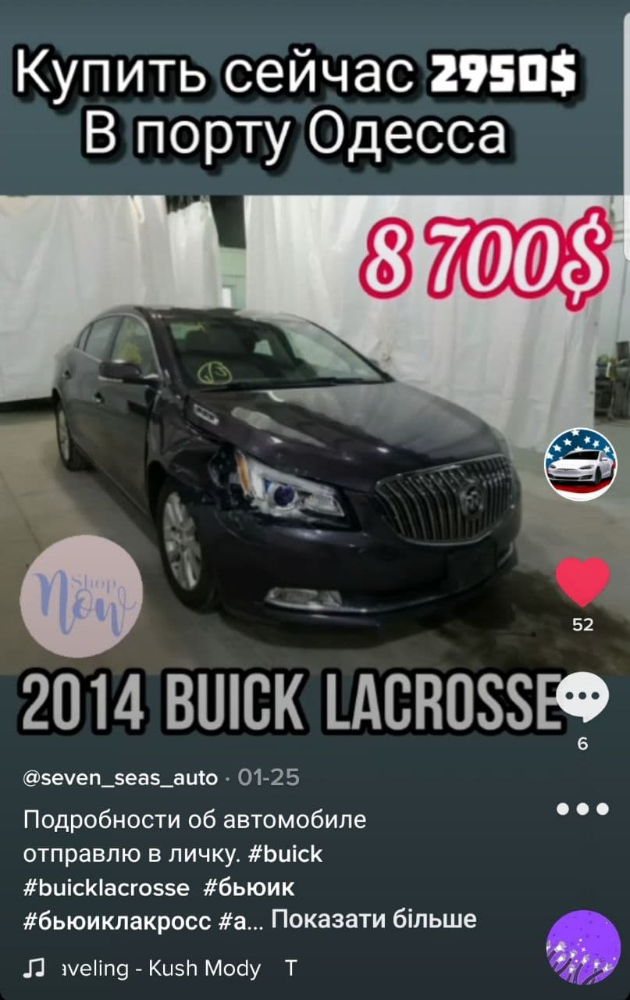 Купить сейчас 2950$
В порту Одесса
8 700$
Shop
Now
52
2014 BUICK LACROSSE
6
@seven_seas_auto · 01-25
Подробности об автомобиле
отправлю в личку. #buick
#buicklacrosse #бьюик
#бьюиклакросс #а... Показати більше
aveling - Kush Mody T